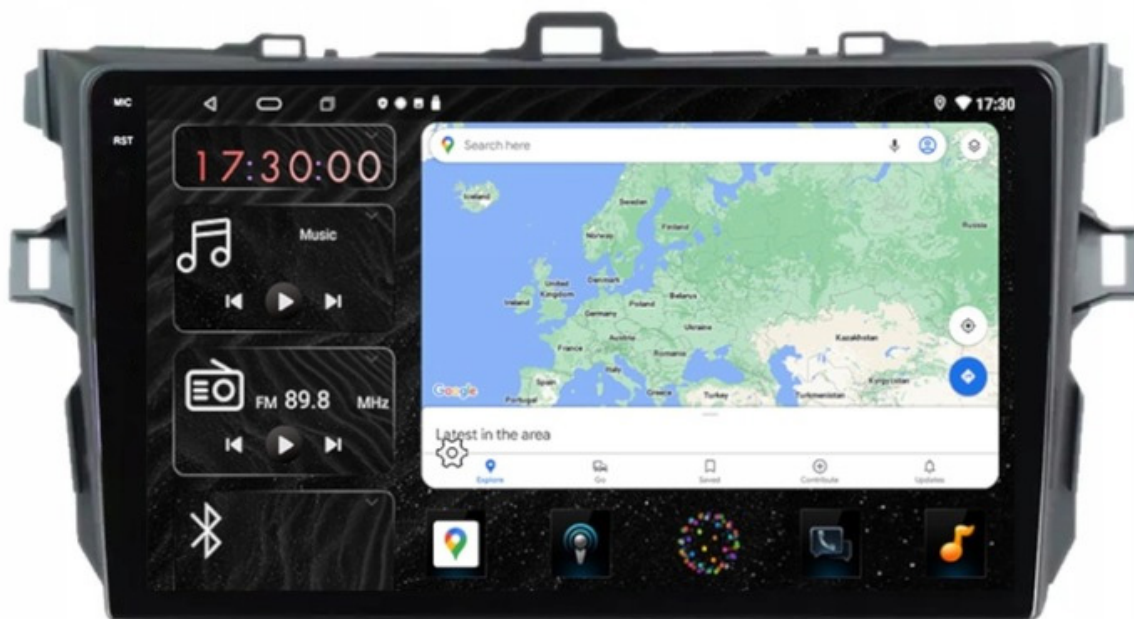 MIC
RST
17:30
17:30:00
Music
FM 89.8 MHz
Search here
Iceland
Sweden
Norway
Finland
Russia
United Kingdom
Denmark
Ireland
Poland
Belarus
Germany
Ukraine
Austria
France
Kazakhstan
Romania
Italy
Spain
Portugal
Greece
Turkey
Kyrgyzstan
Turkmenistan
Google
Latest in the area
Explore
Go
Saved
Contribute
Updates